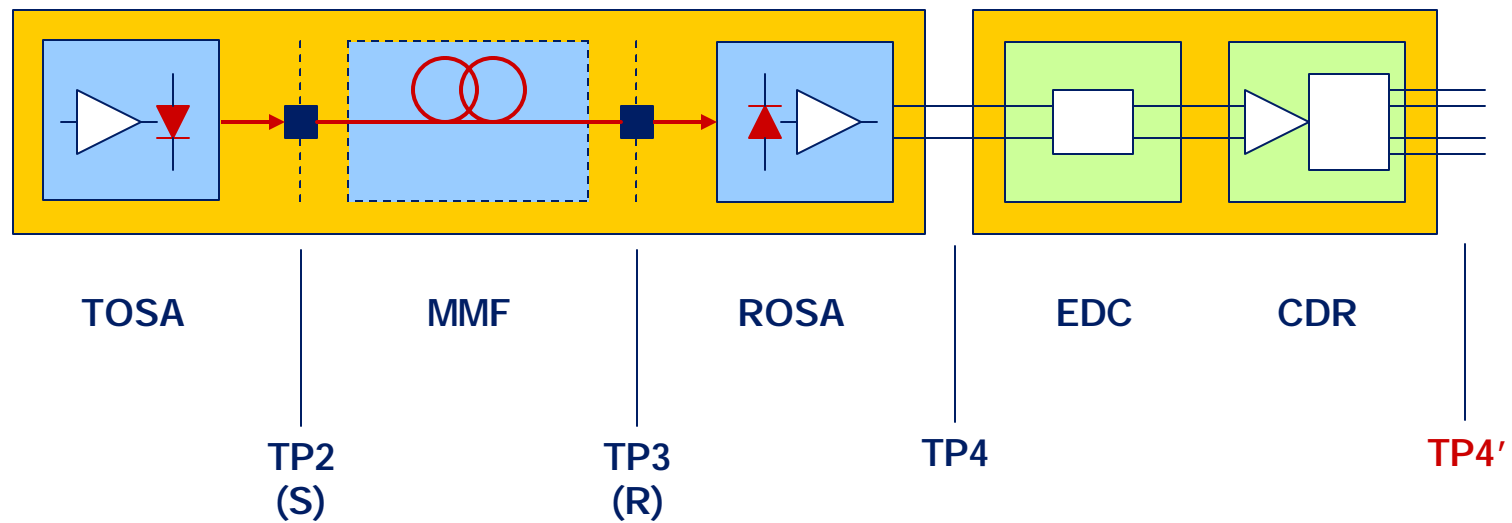 TOSA
MMF
ROSA
EDC
CDR
TP2
(S)
TP3
(R)
TP4
TP4′